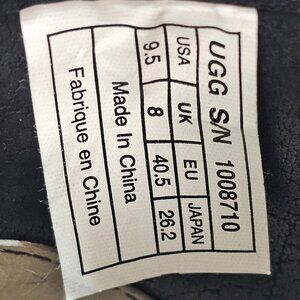 UGG S/N 1008710
USA UK EU JAPAN
9.5 8 40.5 26.2
Made In China
Fabrique en Chine